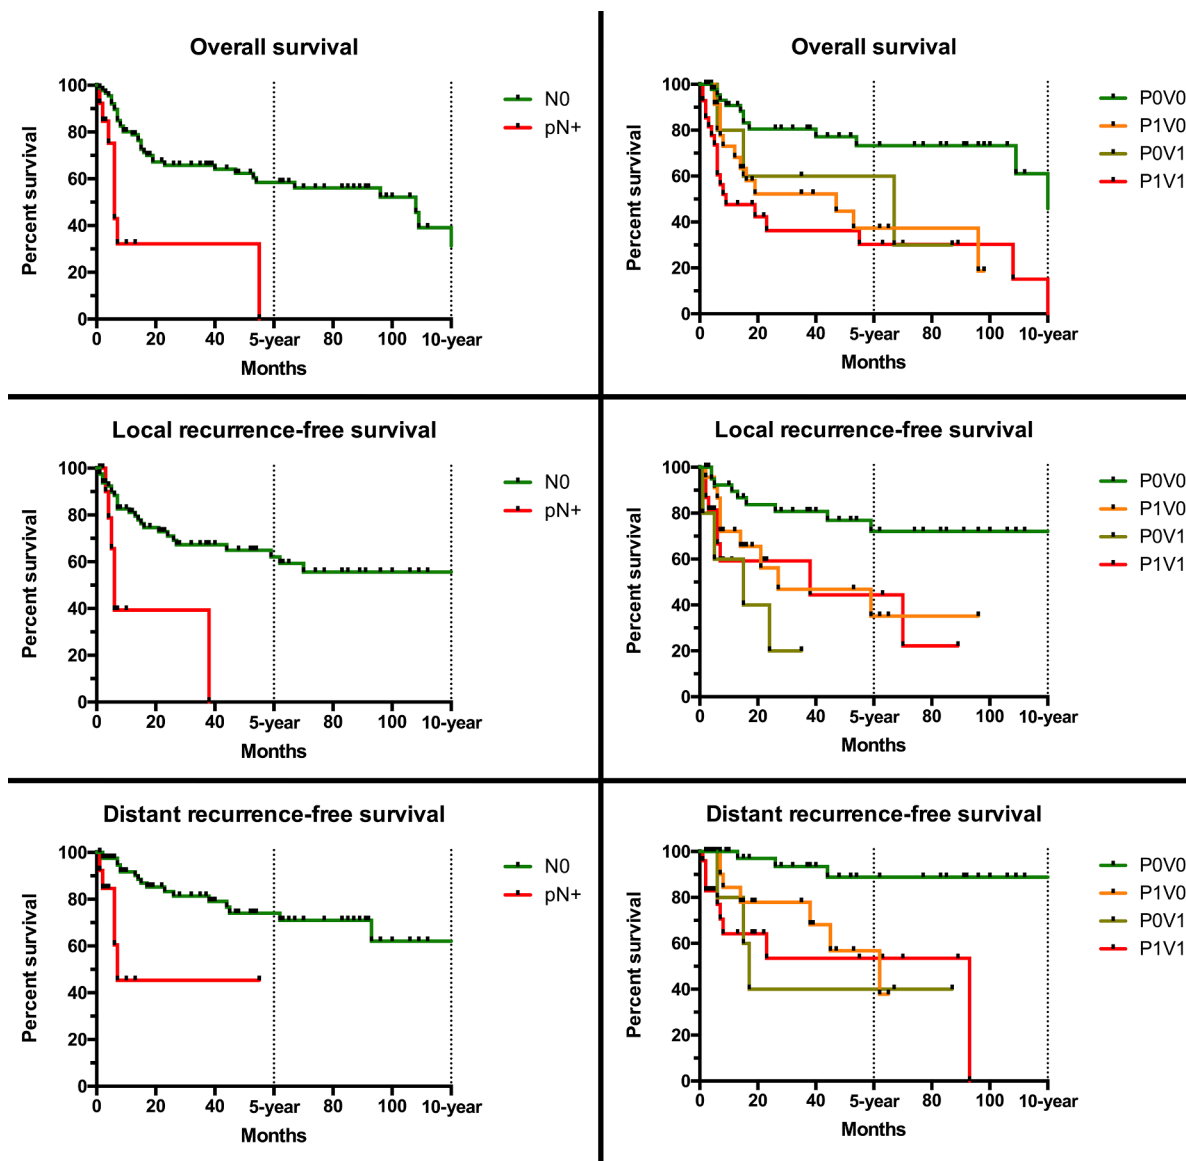 Overall survival
Percent survival
100
80
60
40
20
0
0 20 40 5-year 80 100 10-year
Months
N0
pN+
Overall survival
Percent survival
100
80
60
40
20
0
0 20 40 5-year 80 100 10-year
Months
P0V0
P1V0
P0V1
P1V1
Local recurrence-free survival
Percent survival
100
80
60
40
20
0
0 20 40 5-year 80 100 10-year
Months
N0
pN+
Local recurrence-free survival
Percent survival
100
80
60
40
20
0
0 20 40 5-year 80 100 10-year
Months
P0V0
P1V0
P0V1
P1V1
Distant recurrence-free survival
Percent survival
100
80
60
40
20
0
0 20 40 5-year 80 100 10-year
Months
N0
pN+
Distant recurrence-free survival
Percent survival
100
80
60
40
20
0
0 20 40 5-year 80 100 10-year
Months
P0V0
P1V0
P0V1
P1V1